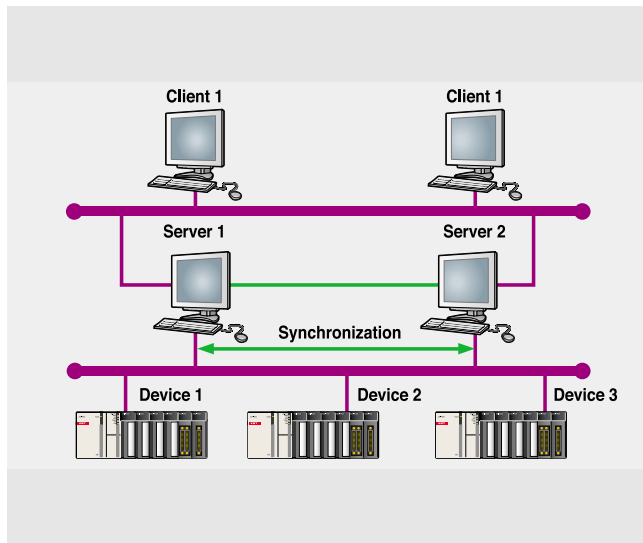 Client 1
Client 1
Server 1
Server 2
Synchronization
Device 1
Device 2
Device 3